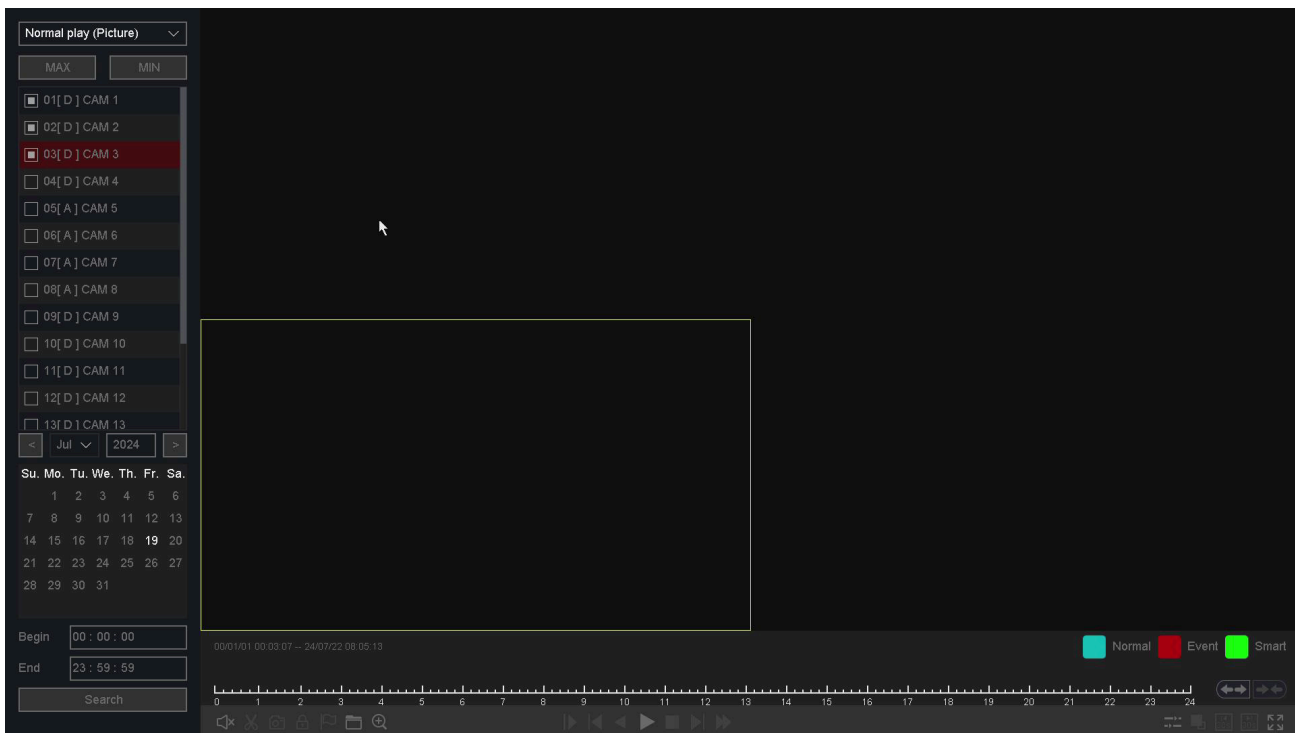 Normal play (Picture)
MAX MIN
01[ D ] CAM 1
02[ D ] CAM 2
03[ D ] CAM 3
04[ D ] CAM 4
05[ A ] CAM 5
06[ A ] CAM 6
07[ A ] CAM 7
08[ A ] CAM 8
09[ D ] CAM 9
10[ D ] CAM 10
11[ D ] CAM 11
12[ D ] CAM 12
13[ D ] CAM 13
< Jul 2024 >
Su. Mo. Tu. We. Th. Fr. Sa.
1 2 3 4 5 6
7 8 9 10 11 12 13
14 15 16 17 18 19 20
21 22 23 24 25 26 27
28 29 30 31
Begin 00 : 00 : 00
End 23 : 59 : 59
Search
00/01/01 00:03:07 -- 24/07/22 08:05:13
Normal Event Smart
0 1 2 3 4 5 6 7 8 9 10 11 12 13 14 15 16 17 18 19 20 21 22 23 24